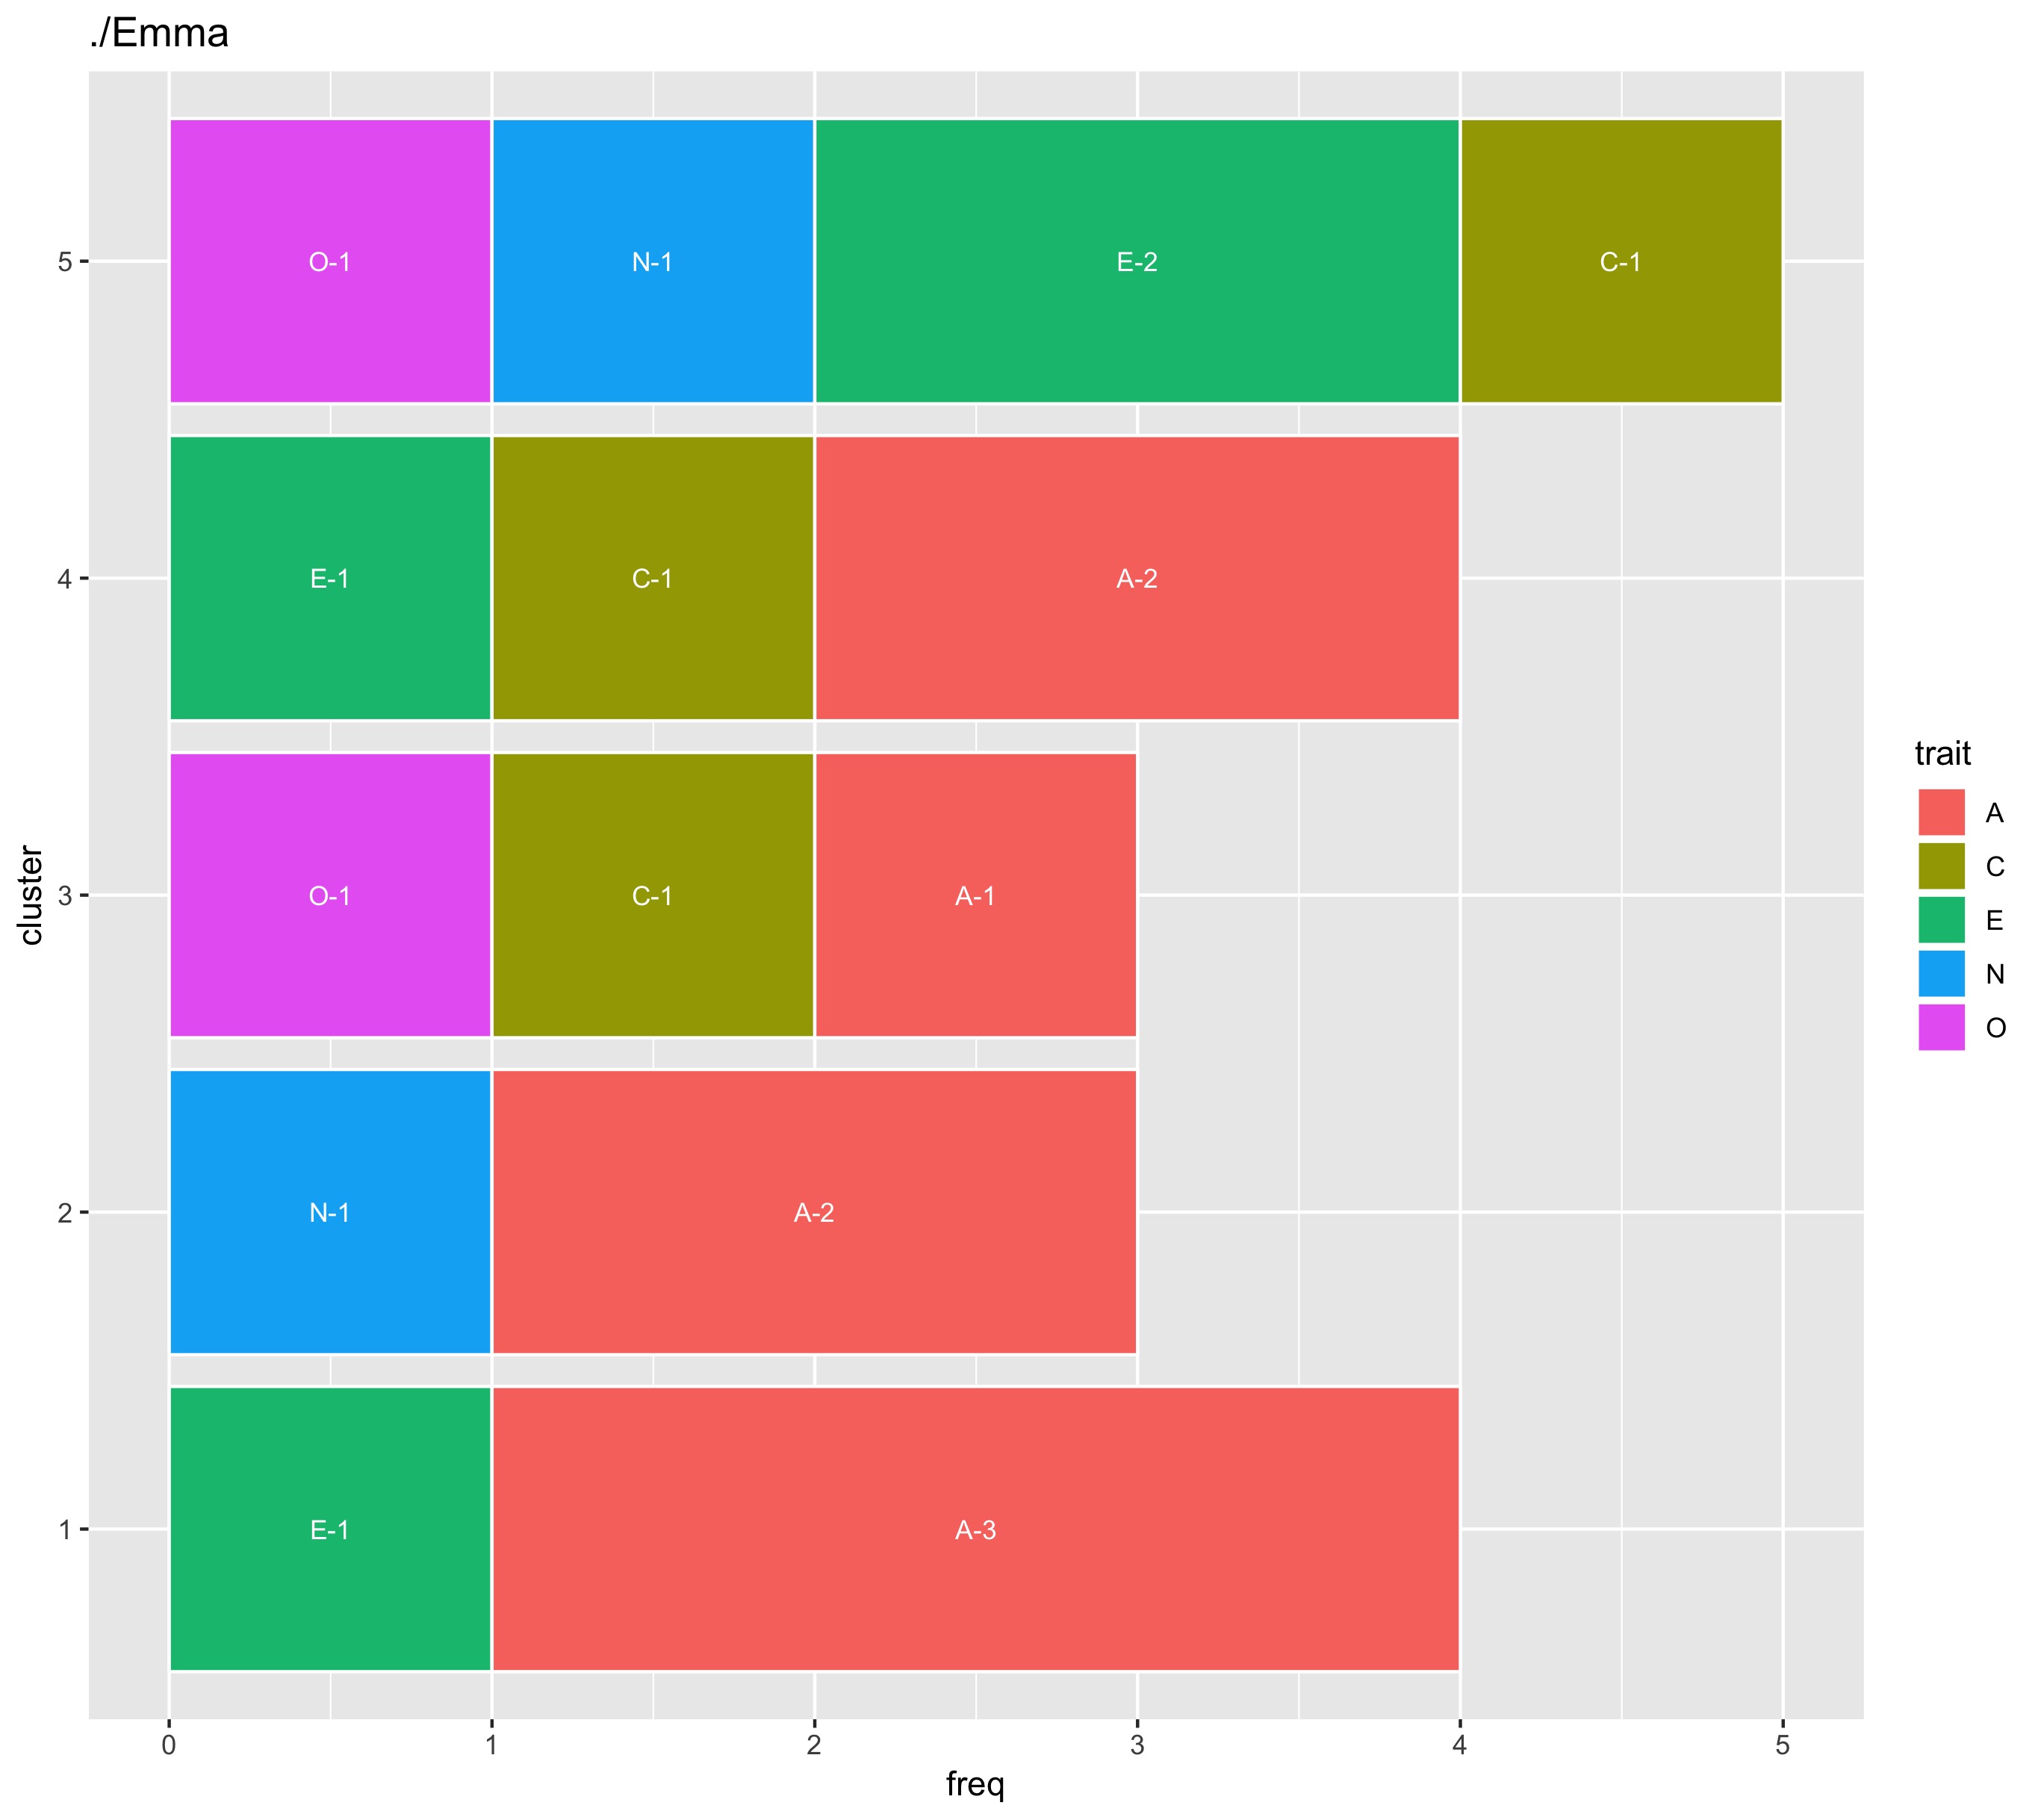 ./Emma
5
O-1 N-1 E-2 C-1
4
E-1 C-1 A-2
3
O-1 C-1 A-1
2
N-1 A-2
1
E-1 A-3
cluster
0 1 2 3 4 5
freq
trait
A
C
E
N
O